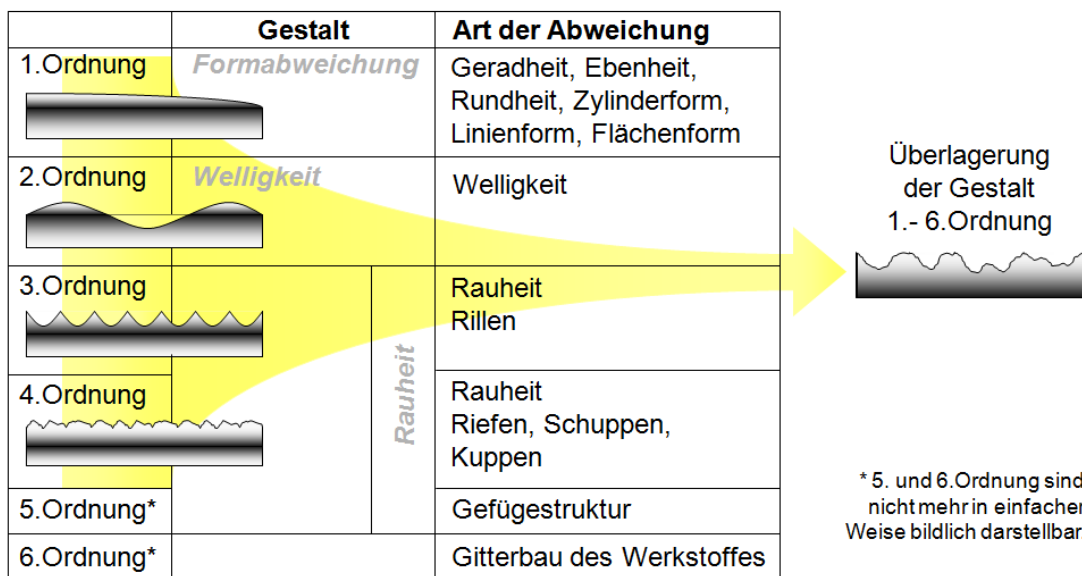 Gestalt
Art der Abweichung
1.Ordnung
Formabweichung
Geradheit, Ebenheit,
Rundheit, Zylinderform,
Linienform, Flächenform
2.Ordnung
Welligkeit
Welligkeit
3.Ordnung
Rauheit
Rillen
Rauheit
4.Ordnung
Rauheit
Riefen, Schuppen,
Kuppen
5.Ordnung*
Gefügestruktur
6.Ordnung*
Gitterbau des Werkstoffes
Überlagerung
der Gestalt
1.- 6.Ordnung
* 5. und 6.Ordnung sind
nicht mehr in einfacher
Weise bildlich darstellbar.